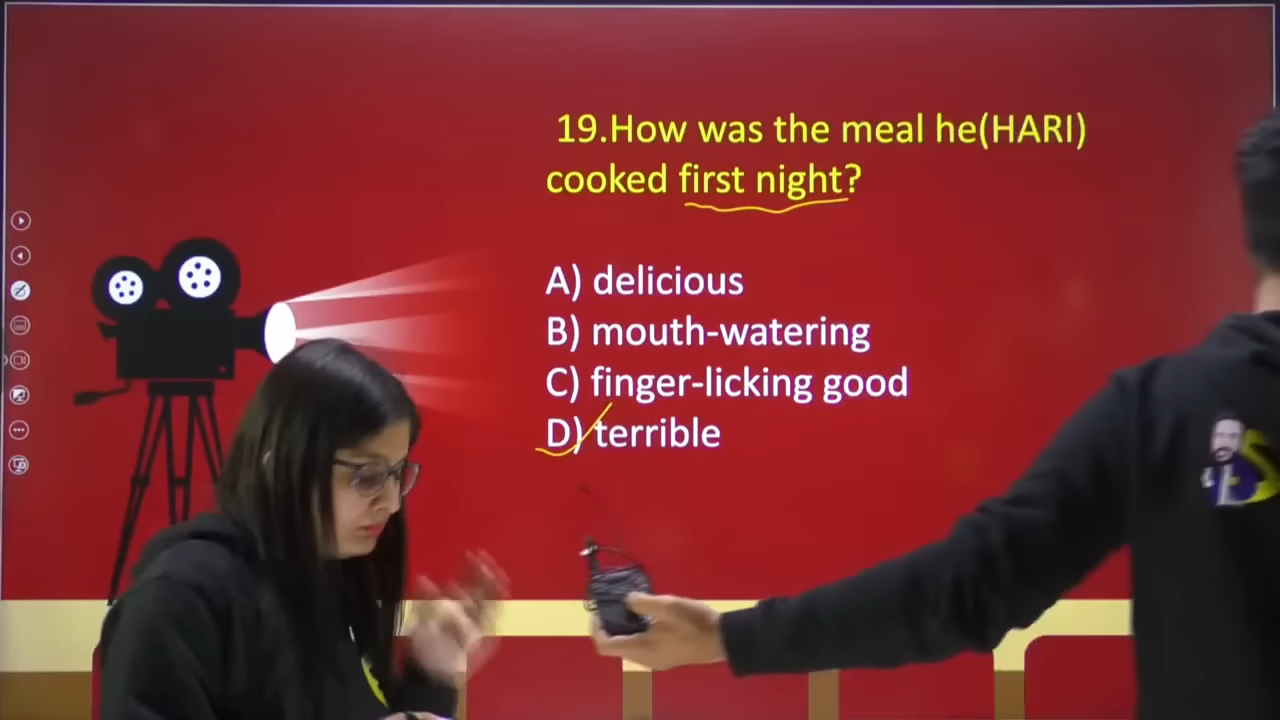 19.How was the meal he(HARI)
cooked first night?
A) delicious
B) mouth-watering
C) finger-licking good
D) terrible